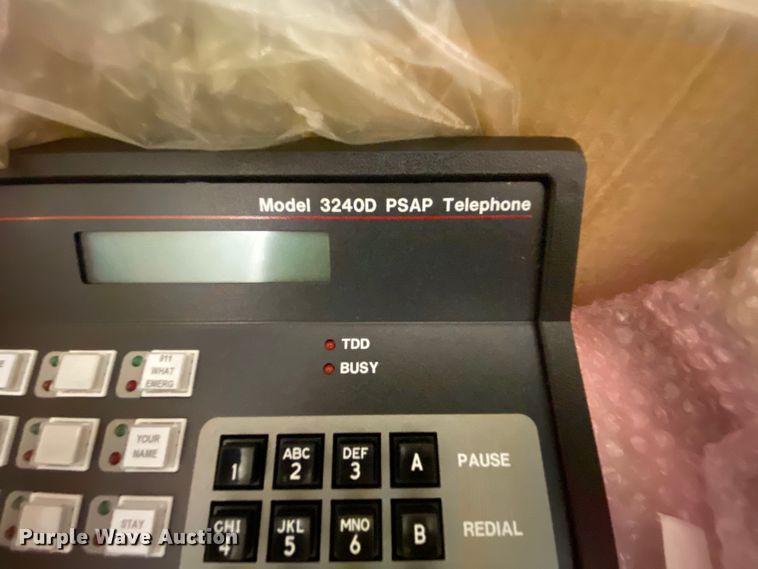 Model 3240D PSAP Telephone
TDD
BUSY
911
WHAT
EMERG
YOUR
NAME
STAY
1
ABC
2
DEF
3
A
PAUSE
GHI
4
JKL
5
MNO
6
B
REDIAL
Purple Wave Auction